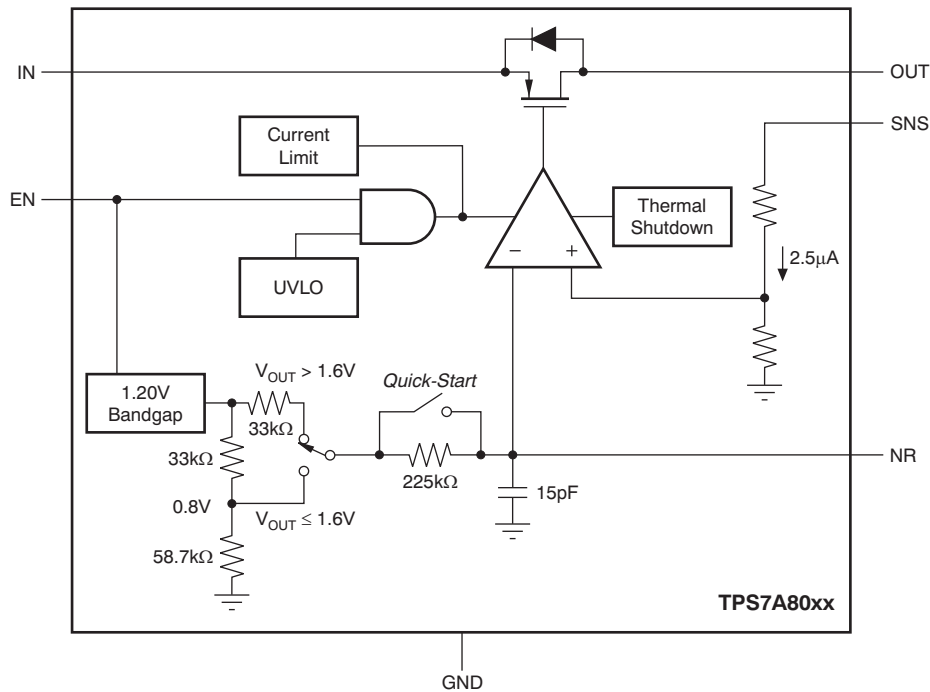 IN
OUT
SNS
Current
Limit
EN
Thermal
Shutdown
− +
2.5μA
UVLO
V_OUT > 1.6V
Quick-Start
1.20V
Bandgap
33kΩ
33kΩ
NR
225kΩ
15pF
0.8V
V_OUT ≤ 1.6V
58.7kΩ
TPS7A80xx
GND